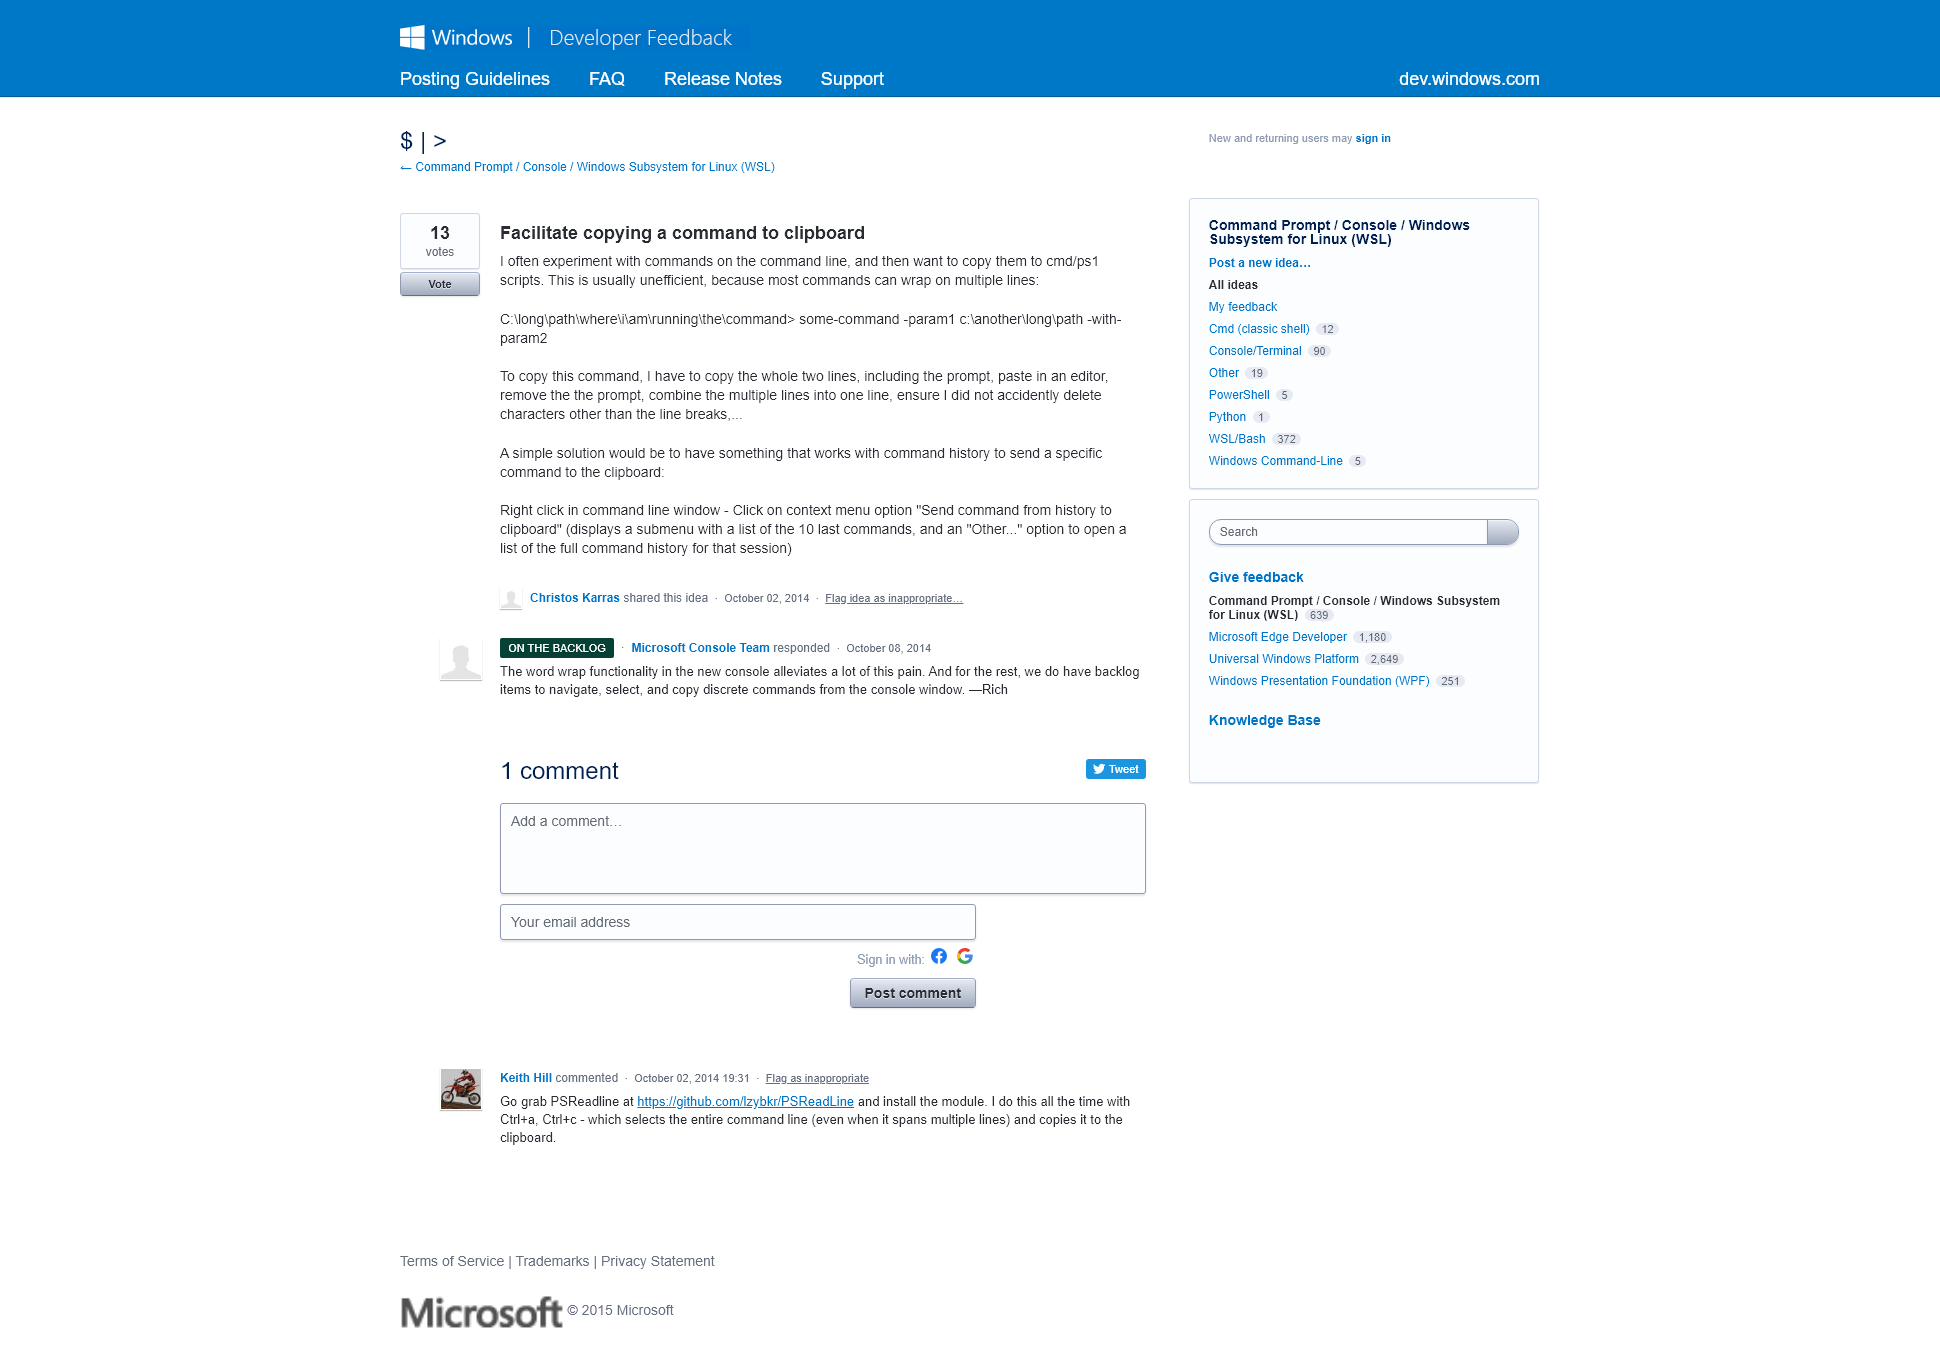 Windows | Developer Feedback
Posting Guidelines FAQ Release Notes Support dev.windows.com
$ | >
← Command Prompt / Console / Windows Subsystem for Linux (WSL)
New and returning users may sign in
13
votes
Vote
Facilitate copying a command to clipboard
I often experiment with commands on the command line, and then want to copy them to cmd/ps1
scripts. This is usually unefficient, because most commands can wrap on multiple lines:
C:\long\path\where\i\am\running\the\command> some-command -param1 c:\another\long\path -with-
param2
To copy this command, I have to copy the whole two lines, including the prompt, paste in an editor,
remove the the prompt, combine the multiple lines into one line, ensure I did not accidently delete
characters other than the line breaks,...
A simple solution would be to have something that works with command history to send a specific
command to the clipboard:
Right click in command line window - Click on context menu option "Send command from history to
clipboard" (displays a submenu with a list of the 10 last commands, and an "Other..." option to open a
list of the full command history for that session)
Christos Karras shared this idea · October 02, 2014 · Flag idea as inappropriate…
ON THE BACKLOG · Microsoft Console Team responded · October 08, 2014
The word wrap functionality in the new console alleviates a lot of this pain. And for the rest, we do have backlog
items to navigate, select, and copy discrete commands from the console window. —Rich
1 comment
Tweet
Add a comment…
Your email address
Sign in with:
Post comment
Keith Hill commented · October 02, 2014 19:31 · Flag as inappropriate
Go grab PSReadline at https://github.com/lzybkr/PSReadLine and install the module. I do this all the time with
Ctrl+a, Ctrl+c - which selects the entire command line (even when it spans multiple lines) and copies it to the
clipboard.
Command Prompt / Console / Windows
Subsystem for Linux (WSL)
Post a new idea…
All ideas
My feedback
Cmd (classic shell) 12
Console/Terminal 90
Other 19
PowerShell 5
Python 1
WSL/Bash 372
Windows Command-Line 5
Search
Give feedback
Command Prompt / Console / Windows Subsystem
for Linux (WSL) 639
Microsoft Edge Developer 1,180
Universal Windows Platform 2,649
Windows Presentation Foundation (WPF) 251
Knowledge Base
Terms of Service | Trademarks | Privacy Statement
Microsoft © 2015 Microsoft